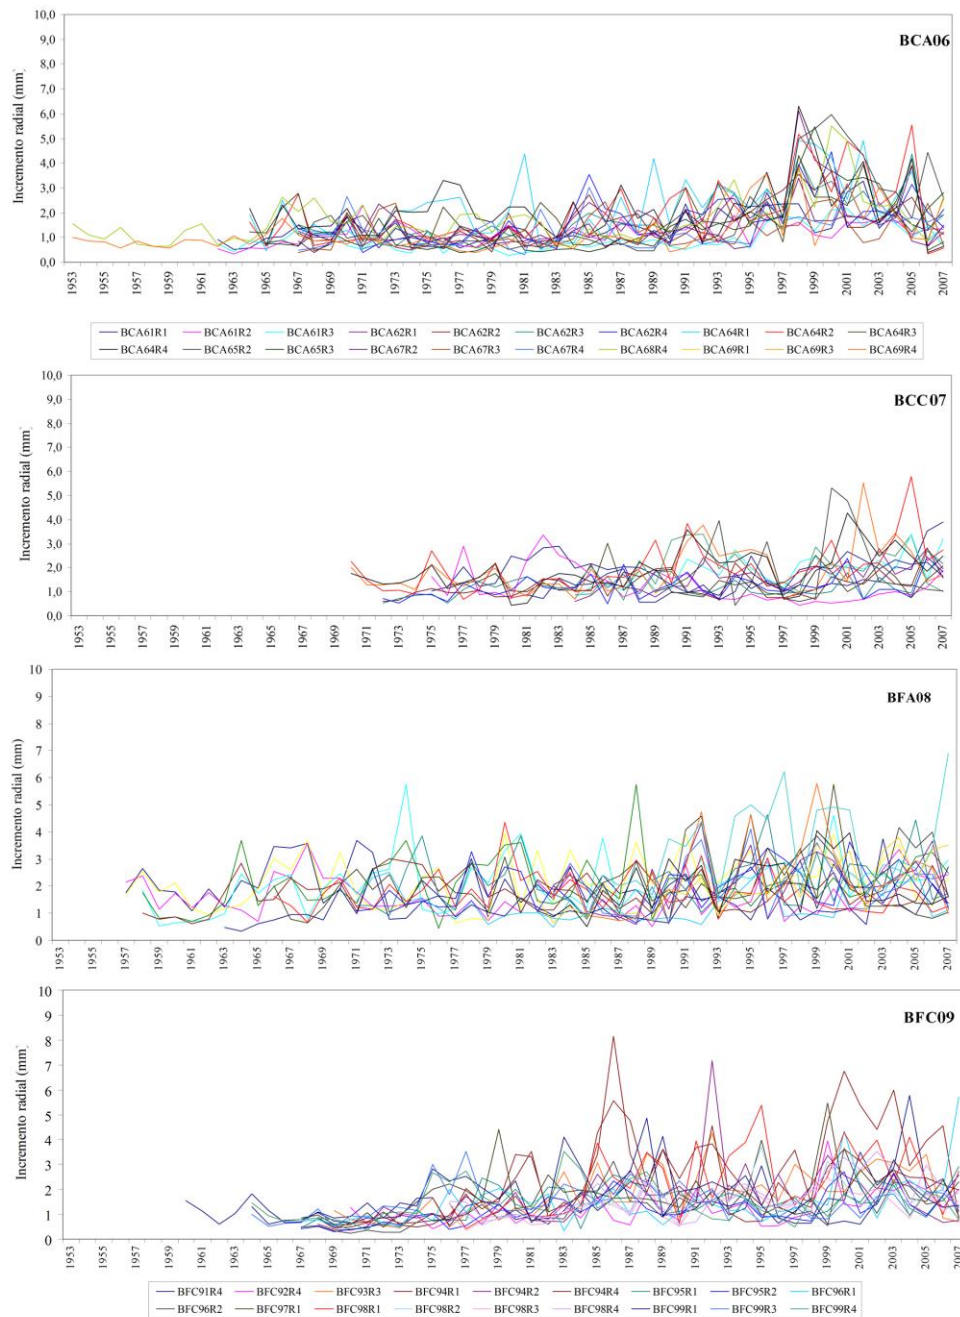 10,0
BCA06
9,0
8,0
7,0
6,0
5,0
4,0
3,0
2,0
1,0
0,0
Incremento radial (mm)
1953 1955 1957 1959 1961 1963 1965 1967 1969 1971 1973 1975 1977 1979 1981 1983 1985 1987 1989 1991 1993 1995 1997 1999 2001 2003 2005 2007
BCA61R1 BCA61R2 BCA61R3 BCA62R1 BCA62R2 BCA62R3 BCA62R4 BCA64R1 BCA64R2 BCA64R3
BCA64R4 BCA65R2 BCA65R3 BCA67R2 BCA67R3 BCA67R4 BCA68R4 BCA69R1 BCA69R3 BCA69R4
10,0
BCC07
9,0
8,0
7,0
6,0
5,0
4,0
3,0
2,0
1,0
0,0
Incremento radial (mm)
1953 1955 1957 1959 1961 1963 1965 1967 1969 1971 1973 1975 1977 1979 1981 1983 1985 1987 1989 1991 1993 1995 1997 1999 2001 2003 2005 2007
10
BFA08
9
8
7
6
5
4
3
2
1
0
Incremento radial (mm)
1953 1955 1957 1959 1961 1963 1965 1967 1969 1971 1973 1975 1977 1979 1981 1983 1985 1987 1989 1991 1993 1995 1997 1999 2001 2003 2005 2007
10
BFC09
9
8
7
6
5
4
3
2
1
0
Incremento radial (mm)
1953 1955 1957 1959 1961 1963 1965 1967 1969 1971 1973 1975 1977 1979 1981 1983 1985 1987 1989 1991 1993 1995 1997 1999 2001 2003 2005 2007
BFC91R4 BFC92R4 BFC93R3 BFC94R1 BFC94R2 BFC94R4 BFC95R1 BFC95R2 BFC96R1
BFC96R2 BFC97R1 BFC98R1 BFC98R2 BFC98R3 BFC98R4 BFC99R1 BFC99R3 BFC99R4